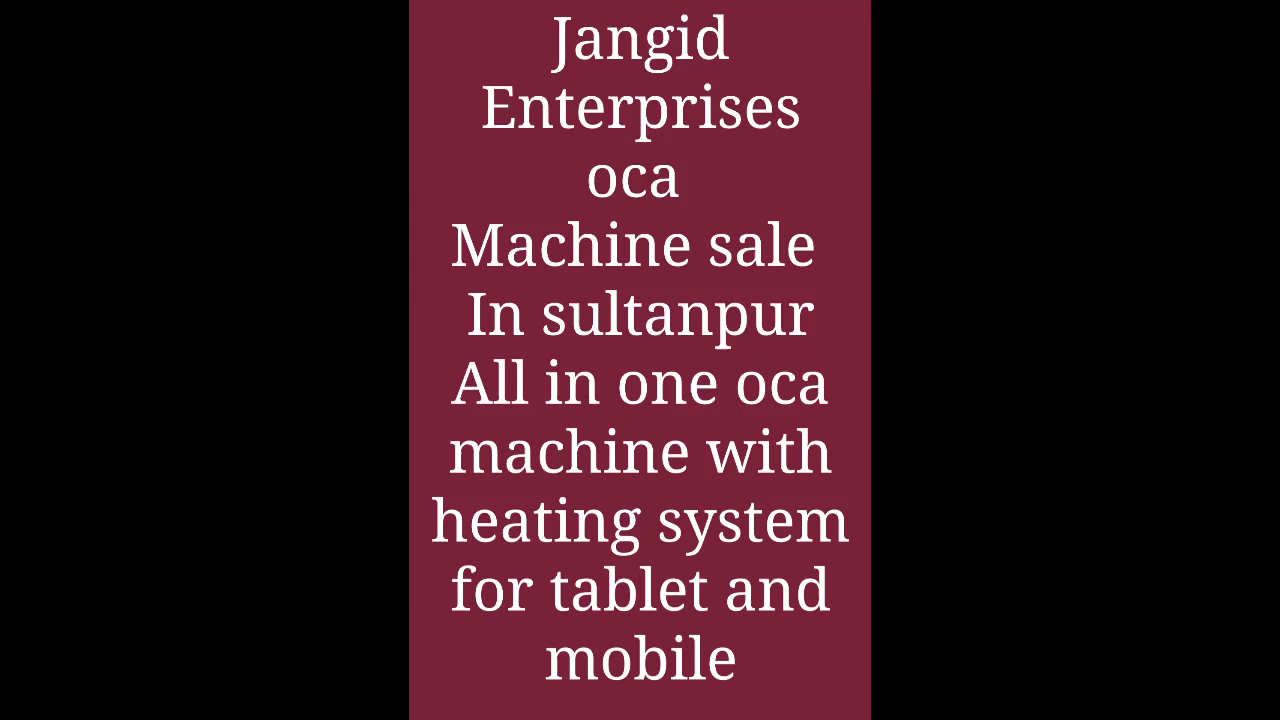 Jangid
Enterprises
oca
Machine sale
In sultanpur
All in one oca
machine with
heating system
for tablet and
mobile